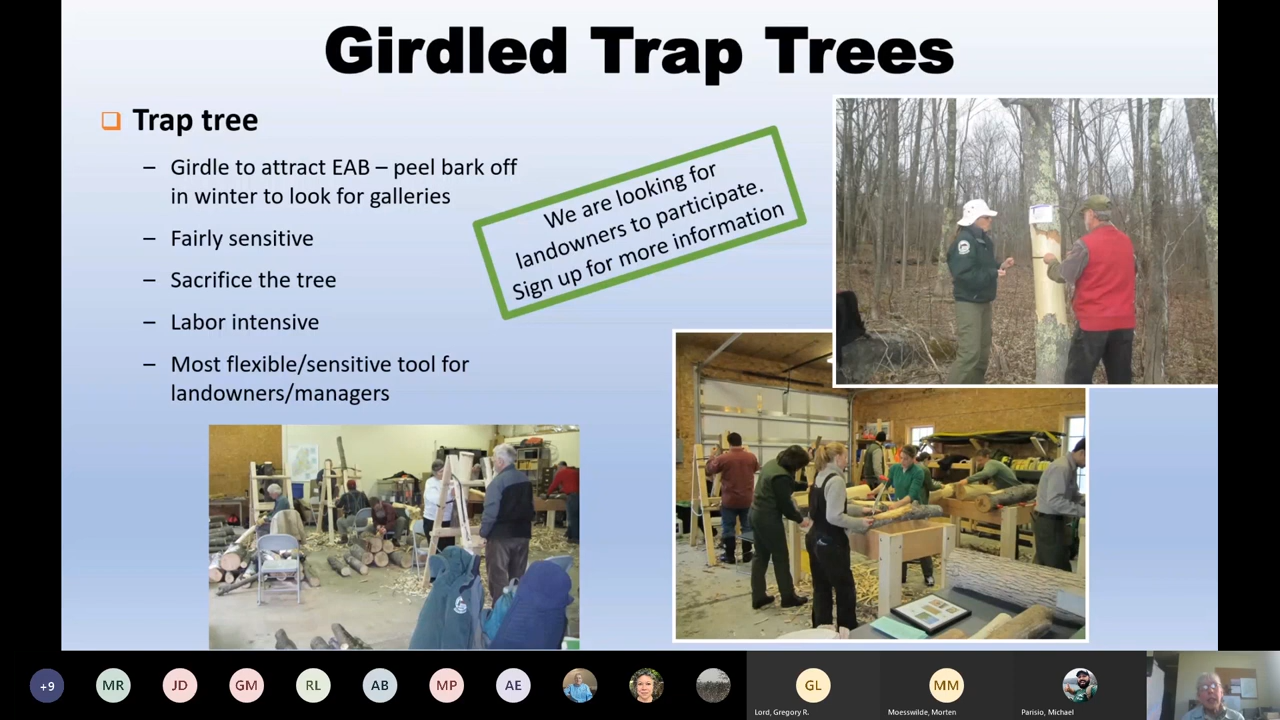 Girdled Trap Trees
Trap tree
– Girdle to attract EAB – peel bark off
in winter to look for galleries
– Fairly sensitive
– Sacrifice the tree
– Labor intensive
– Most flexible/sensitive tool for
landowners/managers
We are looking for
landowners to participate.
Sign up for more information
+9
MR
JD
GM
RL
AB
MP
AE
GL
MM
Lord, Gregory R.
Moesswilde, Morten
Parisio, Michael